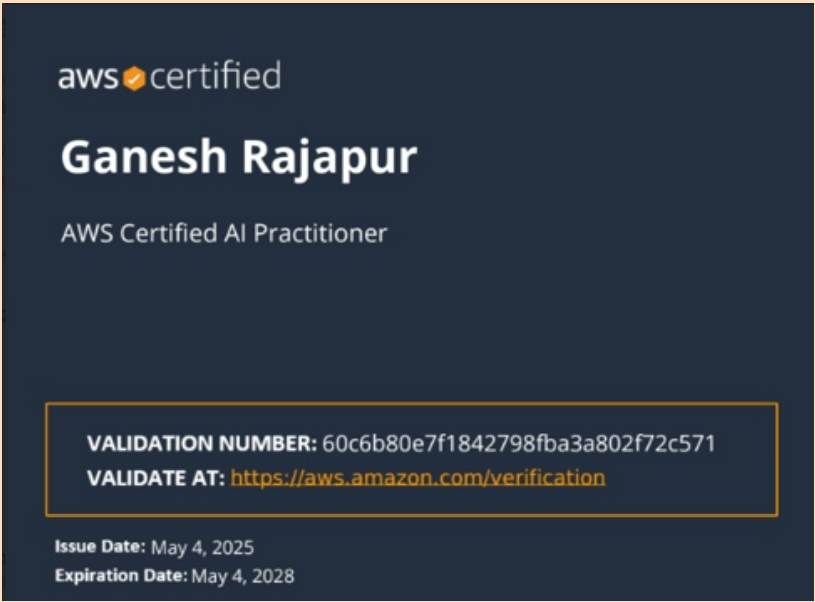 aws certified
Ganesh Rajapur
AWS Certified AI Practitioner
VALIDATION NUMBER: 60c6b80e7f1842798fba3a802f72c571
VALIDATE AT: https://aws.amazon.com/verification
Issue Date: May 4, 2025
Expiration Date: May 4, 2028